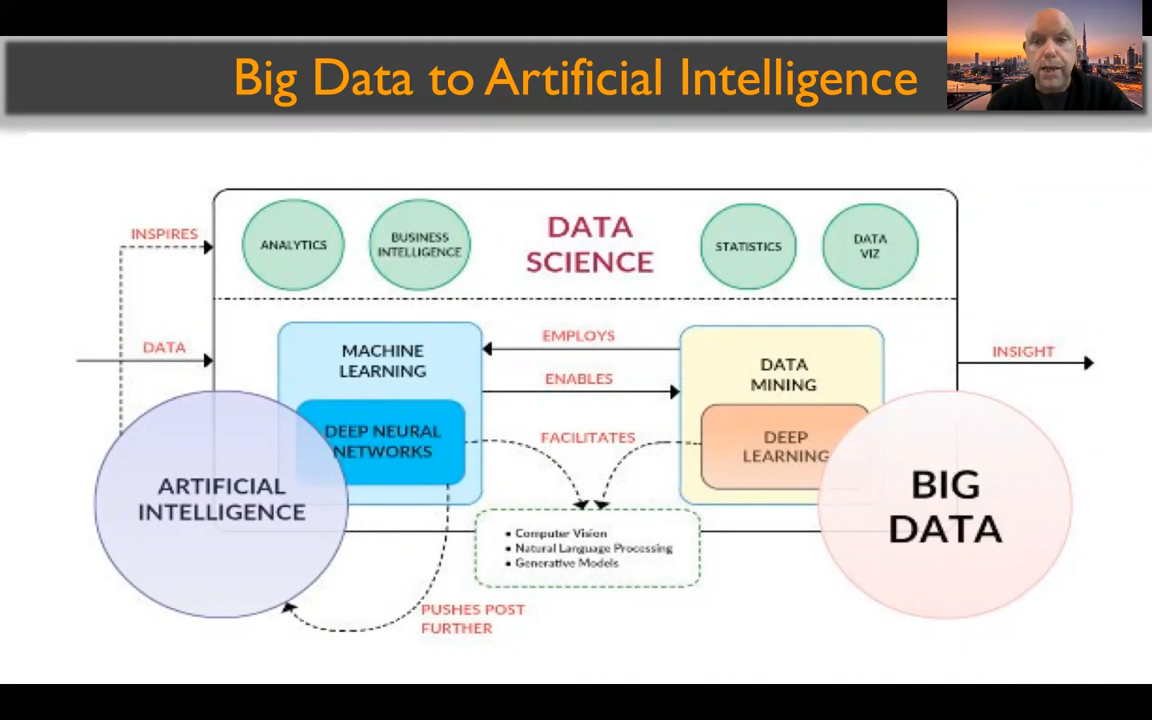 Big Data to Artificial Intelligence
INSPIRES
ANALYTICS
BUSINESS
INTELLIGENCE
DATA
SCIENCE
STATISTICS
DATA
VIZ
DATA
MACHINE
LEARNING
EMPLOYS
ENABLES
DATA
MINING
INSIGHT
DEEP NEURAL
NETWORKS
FACILITATES
DEEP
LEARNING
ARTIFICIAL
INTELLIGENCE
BIG
DATA
• Computer Vision
• Natural Language Processing
• Generative Models
PUSHES POST
FURTHER